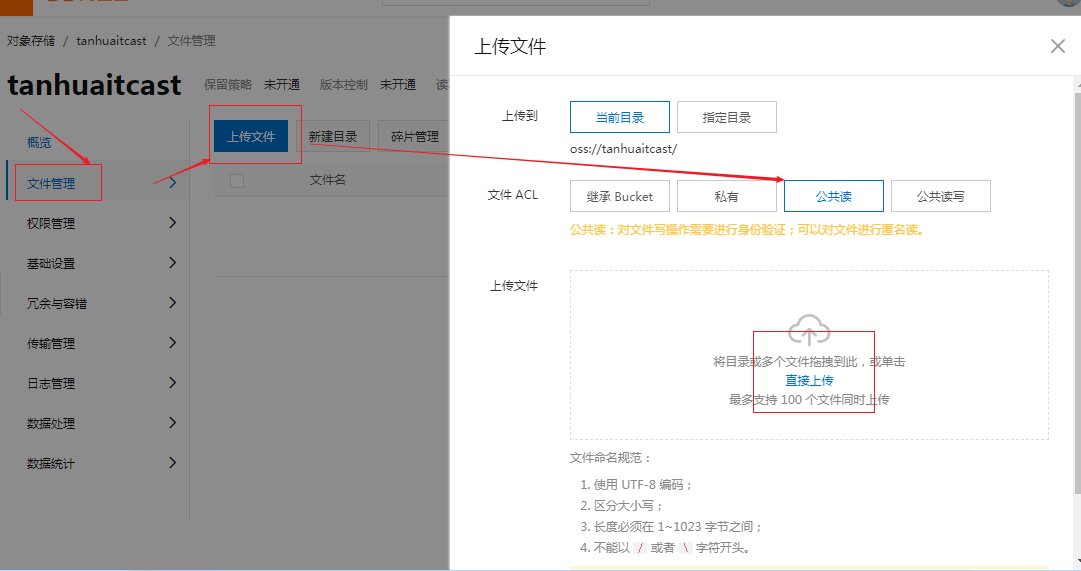 对象存储 / tanhuaitcast / 文件管理
tanhuaitcast 保留策略 未开通 版本控制 未开通 读
概览
文件管理
权限管理
基础设置
冗余与容错
传输管理
日志管理
数据处理
数据统计
上传文件 新建目录 碎片管理
文件名
上传文件
上传到 当前目录 指定目录
oss://tanhuaitcast/
文件 ACL 继承 Bucket 私有 公共读 公共读写
公共读：对文件写操作需要进行身份验证；可以对文件进行匿名读。
上传文件
将目录或多个文件拖拽到此，或单击
直接上传
最多支持 100 个文件同时上传
文件命名规范：
1. 使用 UTF-8 编码；
2. 区分大小写；
3. 长度必须在 1~1023 字节之间；
4. 不能以 / 或者 \ 字符开头。